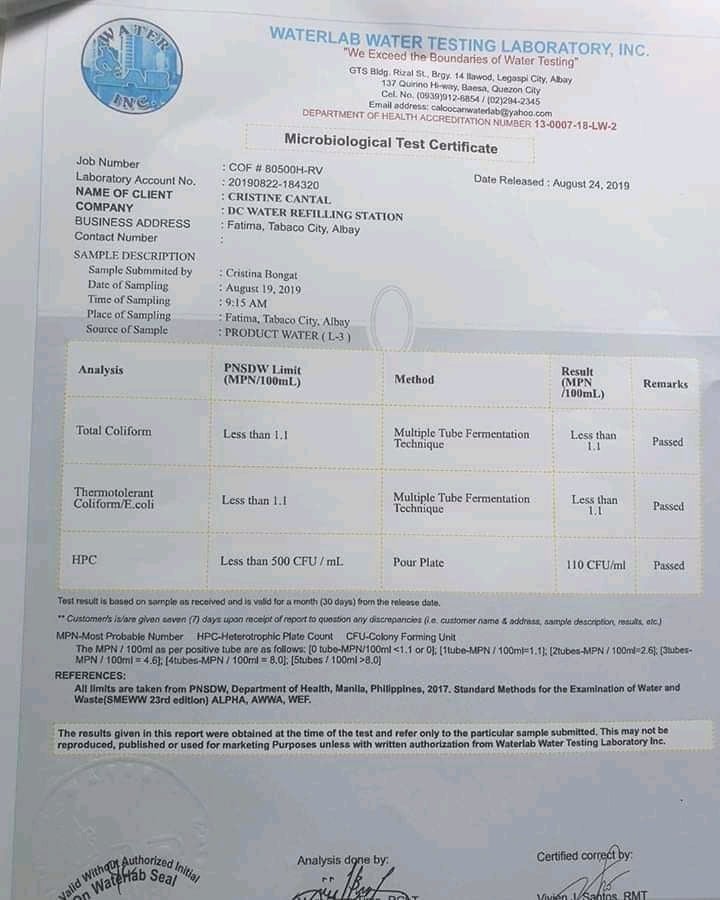 WATER
LAB
INC.
WATERLAB WATER TESTING LABORATORY, INC.
"We Exceed the Boundaries of Water Testing"
GTS Bldg. Rizal St., Brgy. 14 Ilawod, Legaspi City, Albay
137 Quirino Hi-way, Baesa, Quezon City
Cel. No. (0939)912-6854 / (02)294-2345
Email address: caloocanwaterlab@yahoo.com
DEPARTMENT OF HEALTH ACCREDITATION NUMBER 13-0007-18-LW-2
Microbiological Test Certificate
Job Number : COF # 80500H-RV
Date Released : August 24, 2019
Laboratory Account No. : 20190822-184320
NAME OF CLIENT : CRISTINE CANTAL
COMPANY : DC WATER REFILLING STATION
BUSINESS ADDRESS : Fatima, Tabaco City, Albay
Contact Number :
SAMPLE DESCRIPTION
Sample Submmited by : Cristina Bongat
Date of Sampling : August 19, 2019
Time of Sampling : 9:15 AM
Place of Sampling : Fatima, Tabaco City, Albay
Source of Sample : PRODUCT WATER ( L-3 )
Analysis PNSDW Limit (MPN/100mL) Method Result (MPN /100mL) Remarks
Total Coliform Less than 1.1 Multiple Tube Fermentation Technique Less than 1.1 Passed
Thermotolerant Coliform/E.coli Less than 1.1 Multiple Tube Fermentation Technique Less than 1.1 Passed
HPC Less than 500 CFU / mL Pour Plate 110 CFU/ml Passed
Test result is based on sample as received and is valid for a month (30 days) from the release date.
** Customer/s is/are given seven (7) days upon receipt of report to question any discrepancies (i.e. customer name & address, sample description, results, etc.)
MPN-Most Probable Number HPC-Heterotrophic Plate Count CFU-Colony Forming Unit
The MPN / 100ml as per positive tube are as follows: [0 tube-MPN/100ml <1.1 or 0]; [1tube-MPN / 100ml=1.1]; [2tubes-MPN / 100ml=2.6]; [3tubes-
MPN / 100ml = 4.6]; [4tubes-MPN / 100ml = 8.0]; [5tubes / 100ml >8.0]
REFERENCES:
All limits are taken from PNSDW, Department of Health, Manila, Philippines, 2017. Standard Methods for the Examination of Water and
Waste(SMEWW 23rd edition) ALPHA, AWWA, WEF.
The results given in this report were obtained at the time of the test and refer only to the particular sample submitted. This may not be
reproduced, published or used for marketing Purposes unless with written authorization from Waterlab Water Testing Laboratory Inc.
Valid Without Authorized Initial
On Waterlab Seal
Analysis done by:
Certified correct by:
Vivien J. Santos, RMT